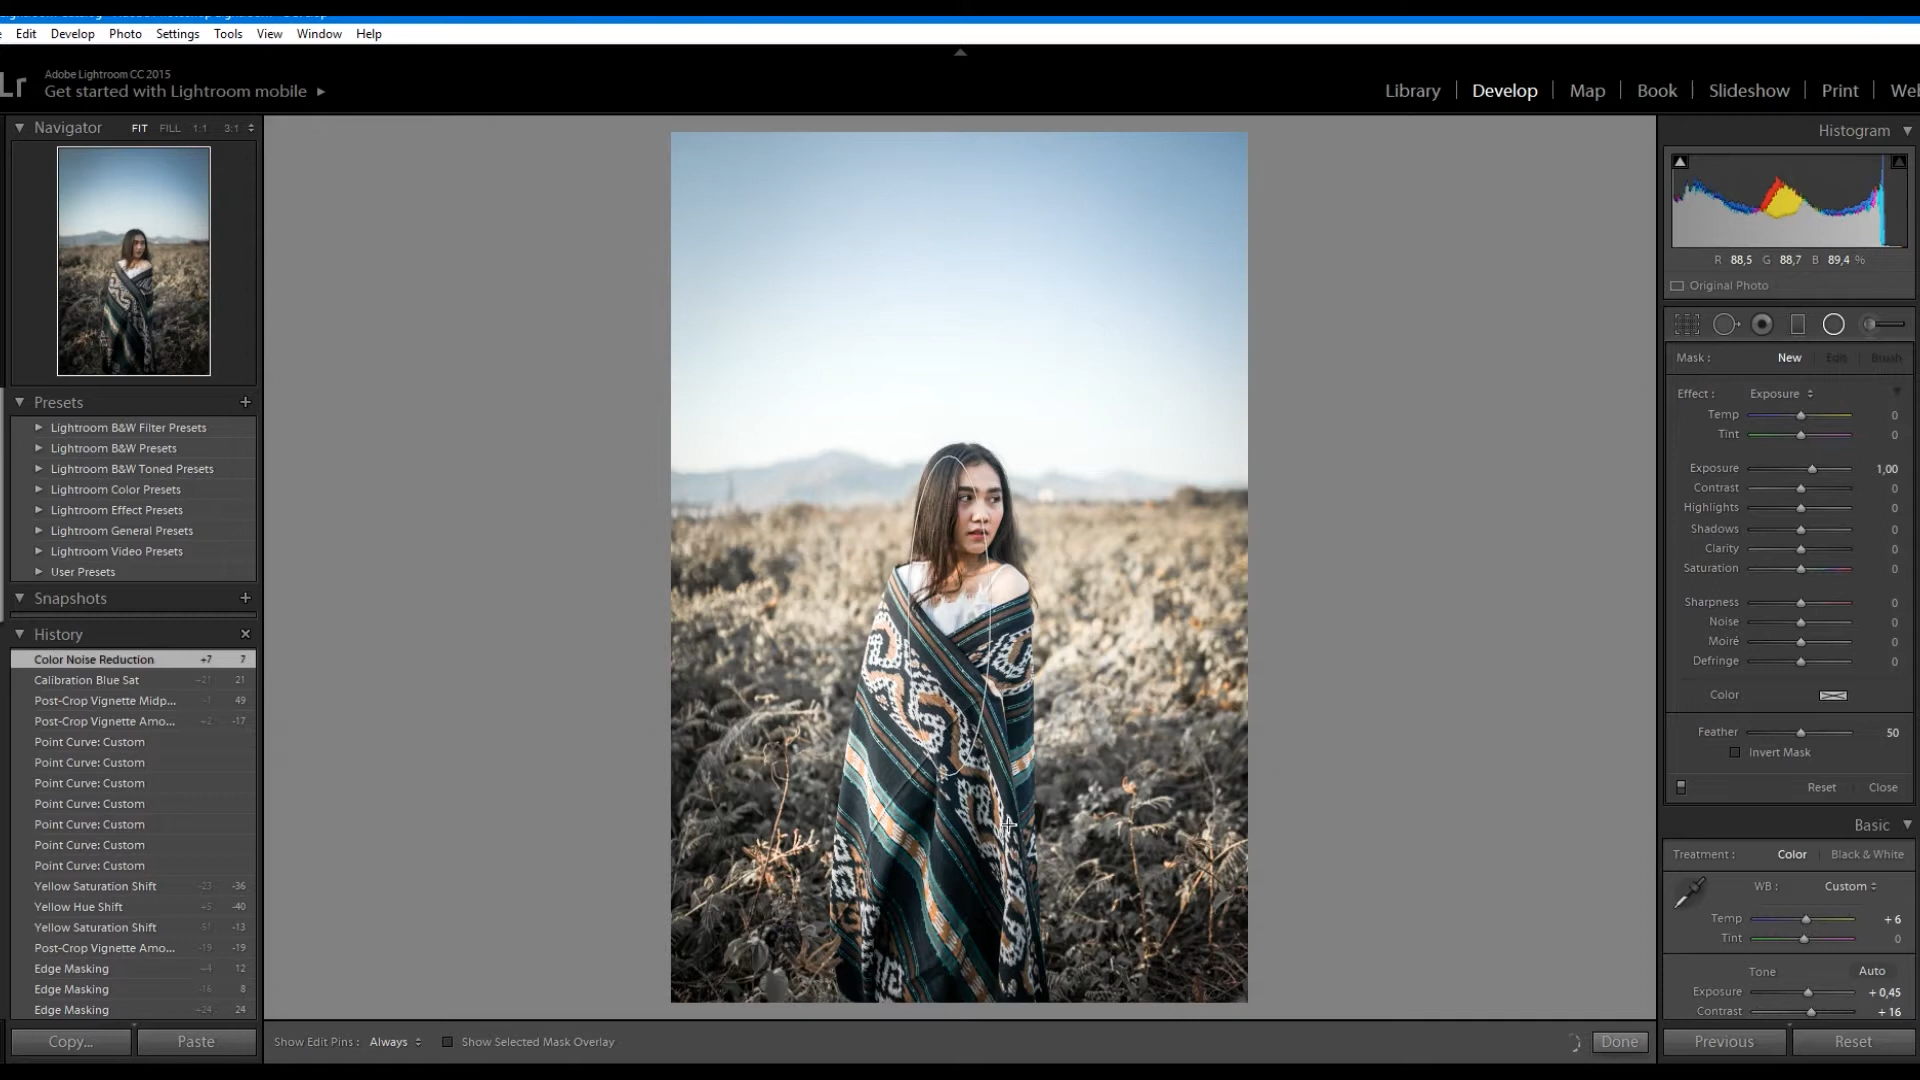 Edit Develop Photo Settings Tools View Window Help
Lr Adobe Lightroom CC 2015
Get started with Lightroom mobile
Library Develop Map Book Slideshow Print Web
Navigator FIT FILL 1:1 3:1
Presets +
Lightroom B&W Filter Presets
Lightroom B&W Presets
Lightroom B&W Toned Presets
Lightroom Color Presets
Lightroom Effect Presets
Lightroom General Presets
Lightroom Video Presets
User Presets
Snapshots +
History ×
Color Noise Reduction +7 7
Calibration Blue Sat +21 21
Post-Crop Vignette Midp... -1 49
Post-Crop Vignette Amo... +2 -17
Point Curve: Custom
Point Curve: Custom
Point Curve: Custom
Point Curve: Custom
Point Curve: Custom
Point Curve: Custom
Point Curve: Custom
Yellow Saturation Shift -23 -36
Yellow Hue Shift +5 -40
Yellow Saturation Shift -51 -13
Post-Crop Vignette Amo... -19 -19
Edge Masking +4 12
Edge Masking -16 8
Edge Masking +24 24
Copy... Paste
Show Edit Pins : Always Show Selected Mask Overlay Done
Histogram
R 88,5 G 88,7 B 89,4 %
Original Photo
Mask : New Edit Brush
Effect : Exposure
Temp 0
Tint 0
Exposure 1,00
Contrast 0
Highlights 0
Shadows 0
Clarity 0
Saturation 0
Sharpness 0
Noise 0
Moiré 0
Defringe 0
Color
Feather 50
Invert Mask
Reset Close
Basic
Treatment : Color Black & White
WB : Custom
Temp + 6
Tint 0
Tone Auto
Exposure + 0,45
Contrast + 16
Previous Reset